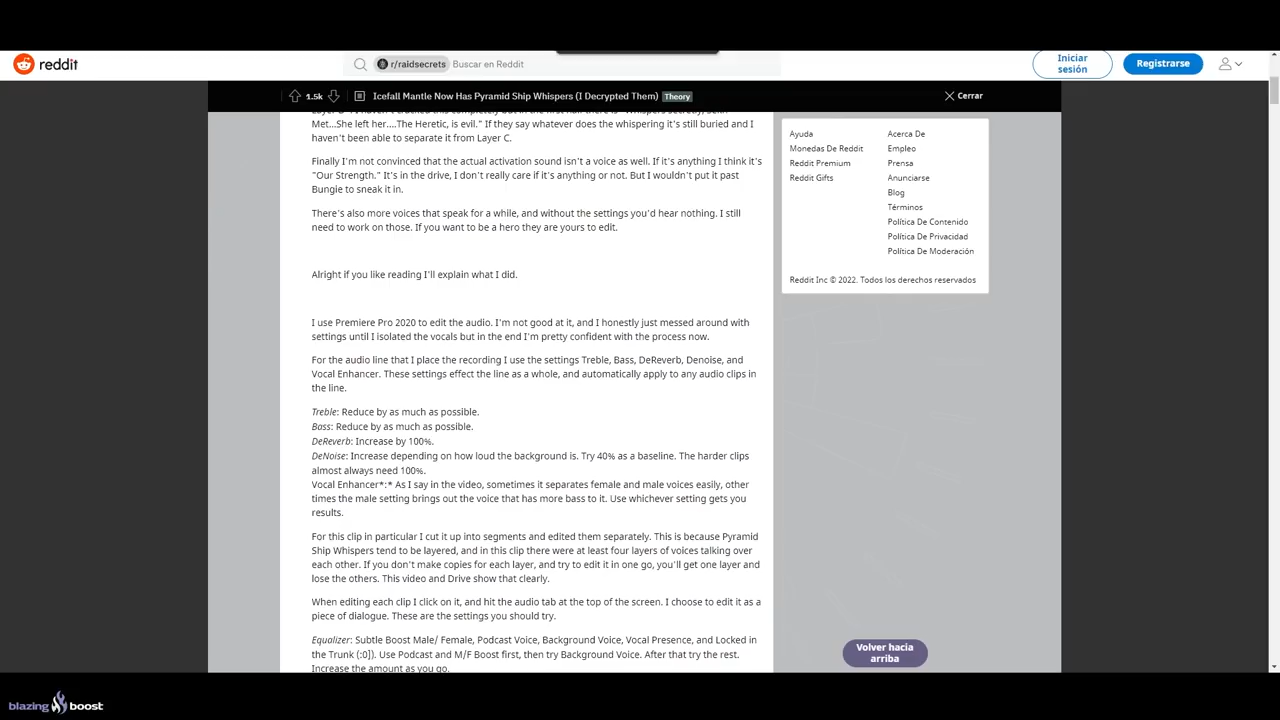 reddit
r/raidsecrets Buscar en Reddit
Iniciar sesión
Registrarse
1.5k Icefall Mantle Now Has Pyramid Ship Whispers (I Decrypted Them) Theory
Cerrar
Met...She left her....The Heretic, is evil." If they say whatever does the whispering it's still buried and I
haven't been able to separate it from Layer C.
Finally I'm not convinced that the actual activation sound isn't a voice as well. If it's anything I think it's
"Our Strength." It's in the drive, I don't really care if it's anything or not. But I wouldn't put it past
Bungie to sneak it in.
There's also more voices that speak for a while, and without the settings you'd hear nothing. I still
need to work on those. If you want to be a hero they are yours to edit.
Alright if you like reading I'll explain what I did.
I use Premiere Pro 2020 to edit the audio. I'm not good at it, and I honestly just messed around with
settings until I isolated the vocals but in the end I'm pretty confident with the process now.
For the audio line that I place the recording I use the settings Treble, Bass, DeReverb, Denoise, and
Vocal Enhancer. These settings effect the line as a whole, and automatically apply to any audio clips in
the line.
Treble: Reduce by as much as possible.
Bass: Reduce by as much as possible.
DeReverb: Increase by 100%.
DeNoise: Increase depending on how loud the background is. Try 40% as a baseline. The harder clips
almost always need 100%.
Vocal Enhancer*:* As I say in the video, sometimes it separates female and male voices easily, other
times the male setting brings out the voice that has more bass to it. Use whichever setting gets you
results.
For this clip in particular I cut it up into segments and edited them separately. This is because Pyramid
Ship Whispers tend to be layered, and in this clip there were at least four layers of voices talking over
each other. If you don't make copies for each layer, and try to edit it in one go, you'll get one layer and
lose the others. This video and Drive show that clearly.
When editing each clip I click on it, and hit the audio tab at the top of the screen. I choose to edit it as a
piece of dialogue. These are the settings you should try.
Equalizer: Subtle Boost Male/ Female, Podcast Voice, Background Voice, Vocal Presence, and Locked in
the Trunk (:0]). Use Podcast and M/F Boost first, then try Background Voice. After that try the rest.
Increase the amount as you go.
Ayuda
Monedas De Reddit
Reddit Premium
Reddit Gifts
Acerca De
Empleo
Prensa
Anunciarse
Blog
Términos
Política De Contenido
Política De Privacidad
Política De Moderación
Reddit Inc © 2022. Todos los derechos reservados
Volver hacia
arriba
blazing boost